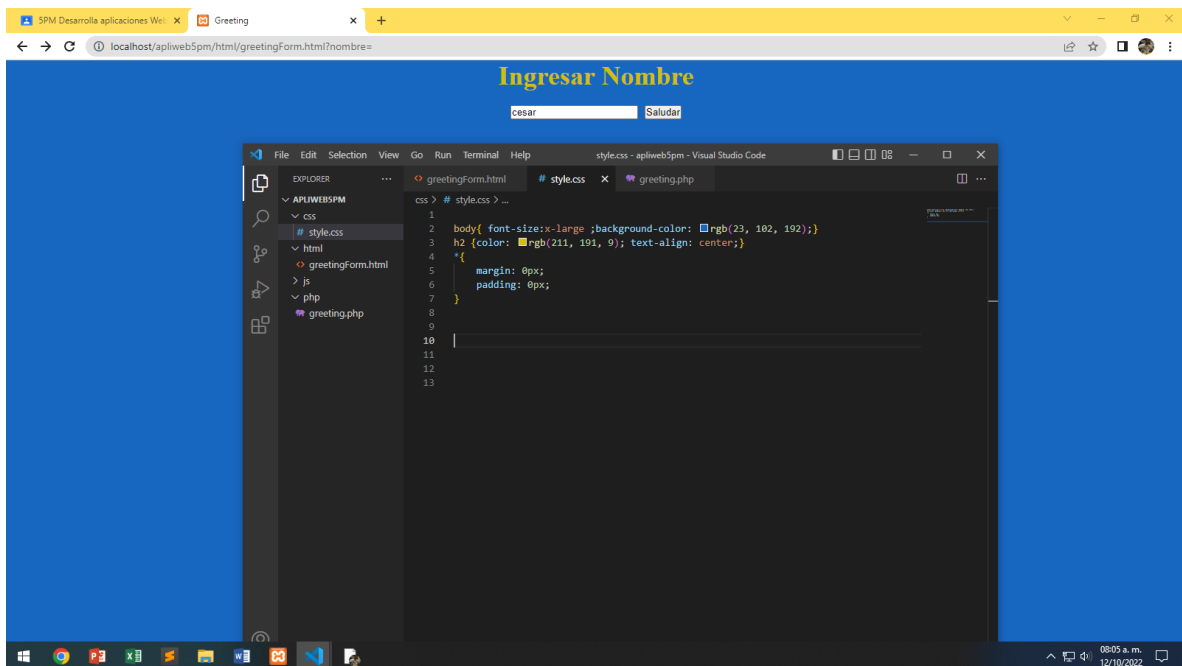 5PM Desarrolla aplicaciones Web
Greeting
localhost/apliweb5pm/html/greetingForm.html?nombre=
Ingresar Nombre
cesar Saludar
File Edit Selection View Go Run Terminal Help style.css - apliweb5pm - Visual Studio Code
EXPLORER ... greetingForm.html # style.css greeting.php ...
APLIWEB5PM
css
# style.css
html
greetingForm.html
js
php
greeting.php
css > # style.css > ...
1
2 body{ font-size:x-large ;background-color: rgb(23, 102, 192);}
3 h2 {color: rgb(211, 191, 9); text-align: center;}
4 *{
5 margin: 0px;
6 padding: 0px;
7 }
8
9
10
11
12
13
08:05 a. m.
12/10/2022